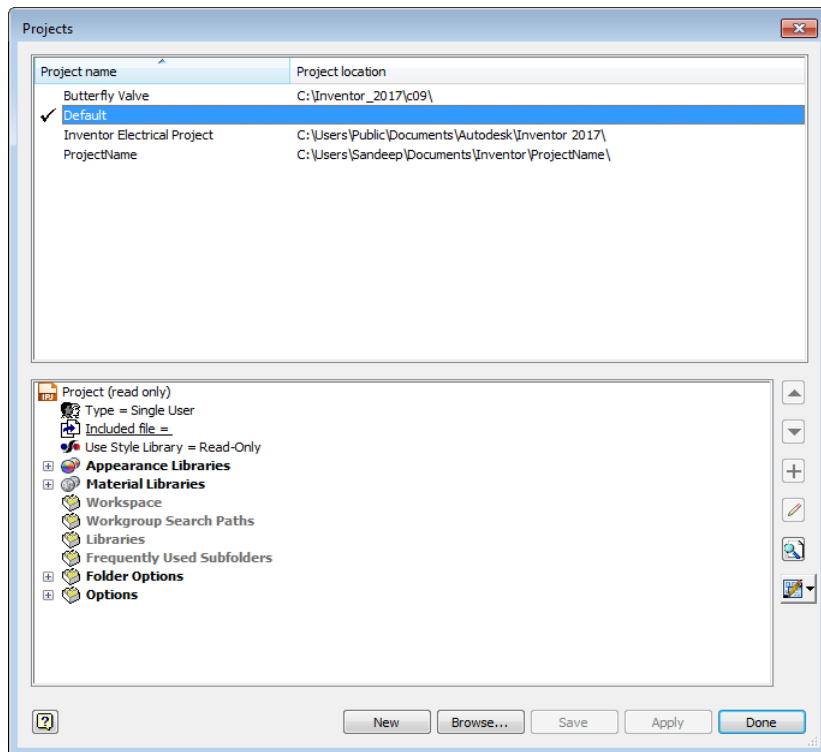 Projects
Project name Project location
Butterfly Valve C:\Inventor_2017\c09\
Default
Inventor Electrical Project C:\Users\Public\Documents\Autodesk\Inventor 2017\
ProjectName C:\Users\Sandeep\Documents\Inventor\ProjectName\
IPJ Project (read only)
Type = Single User
Included file =
Use Style Library = Read-Only
Appearance Libraries
Material Libraries
Workspace
Workgroup Search Paths
Libraries
Frequently Used Subfolders
Folder Options
Options
? New Browse... Save Apply Done